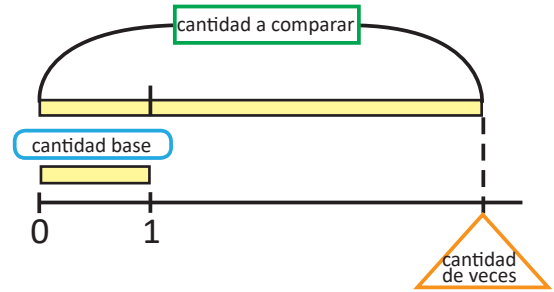 cantidad a comparar
cantidad base
0 1
cantidad
de veces